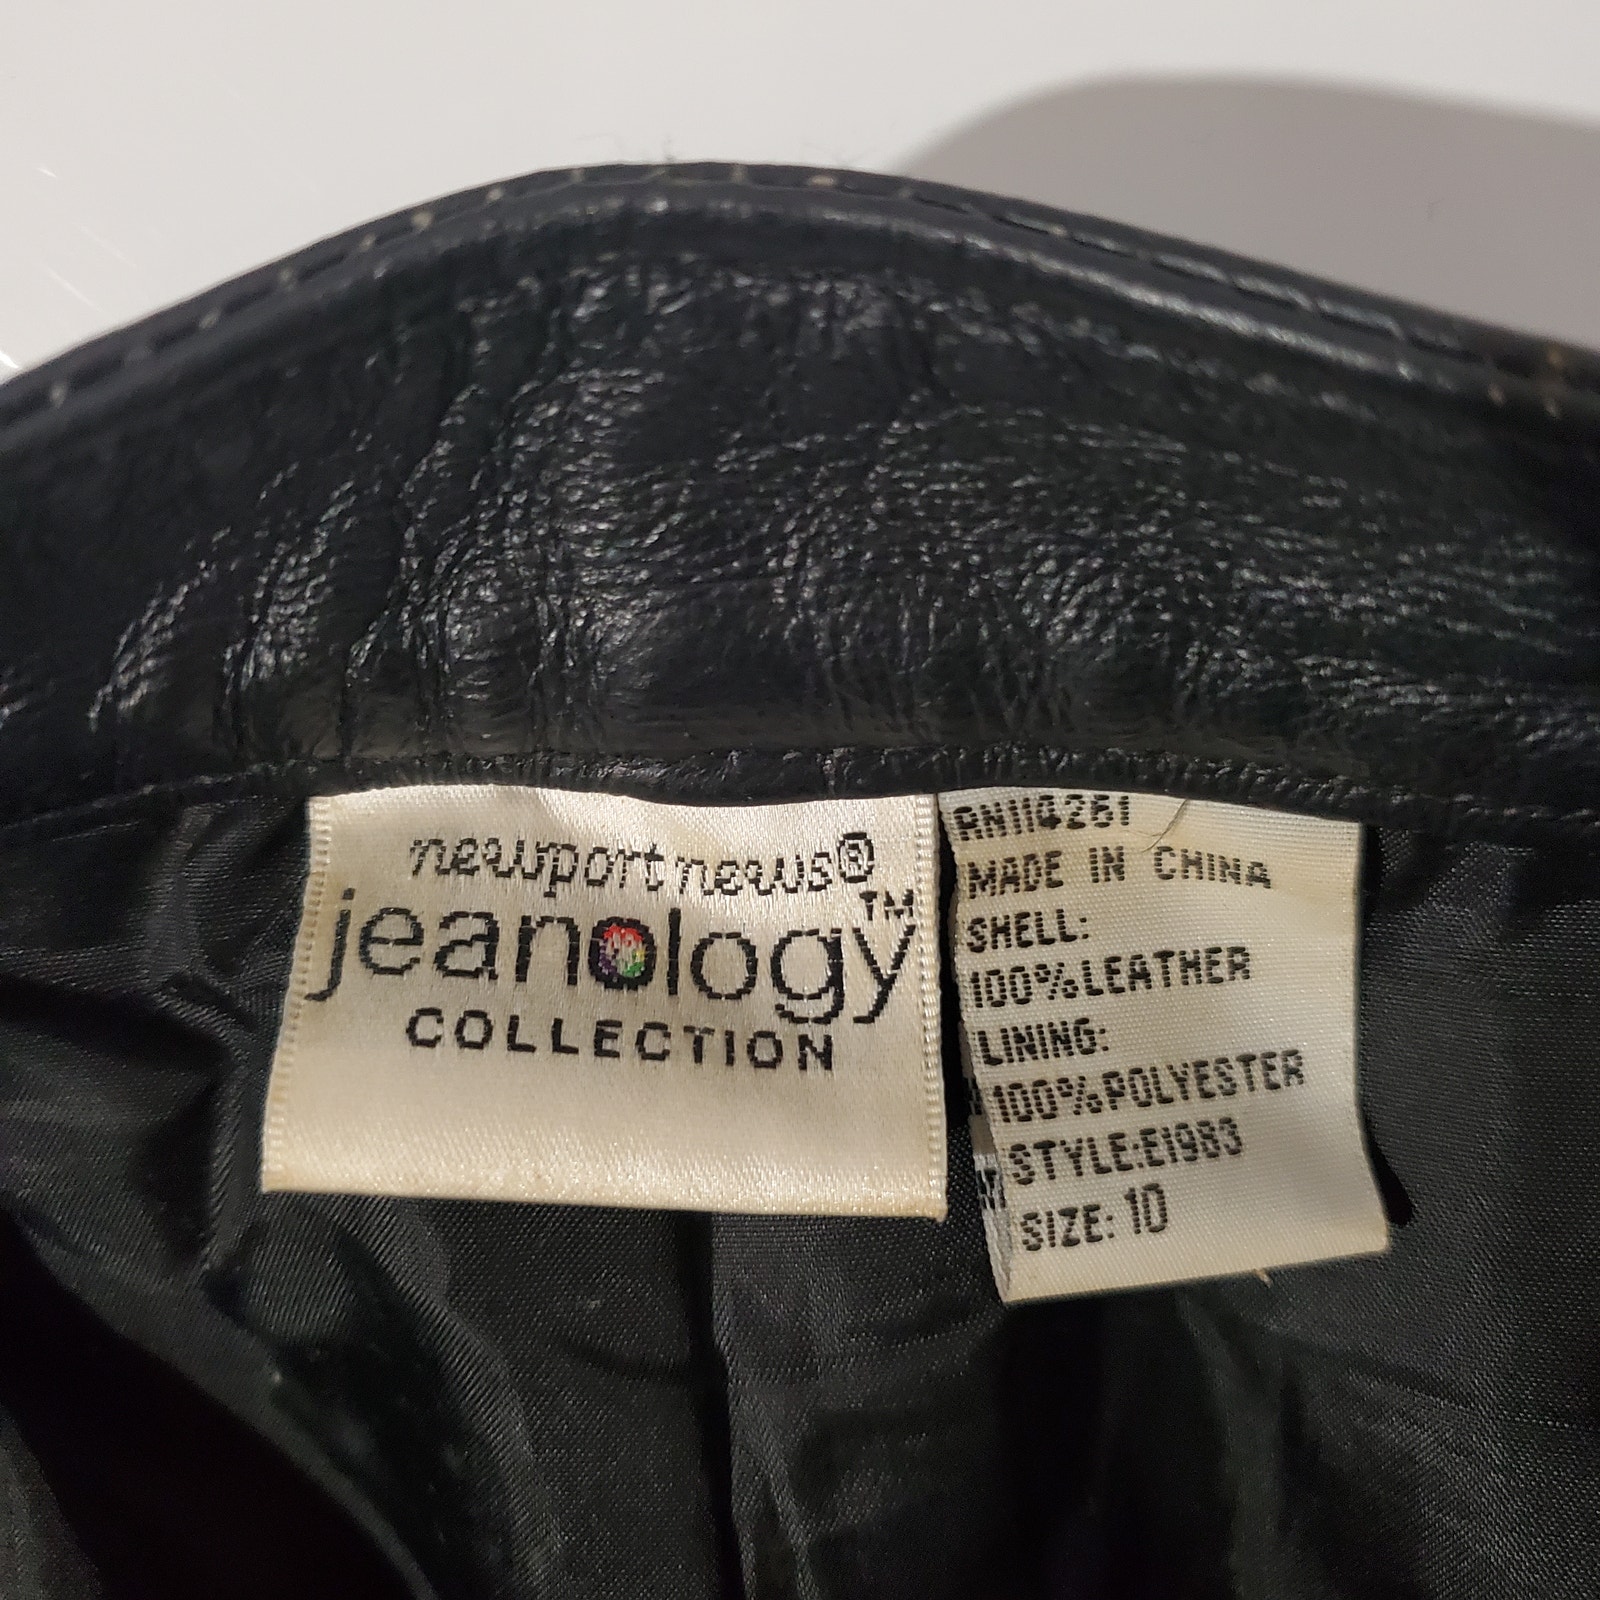 newport news®
jeanology™
COLLECTION
RN114261
MADE IN CHINA
SHELL:
100%LEATHER
LINING:
100%POLYESTER
STYLE:E1983
SIZE: 10